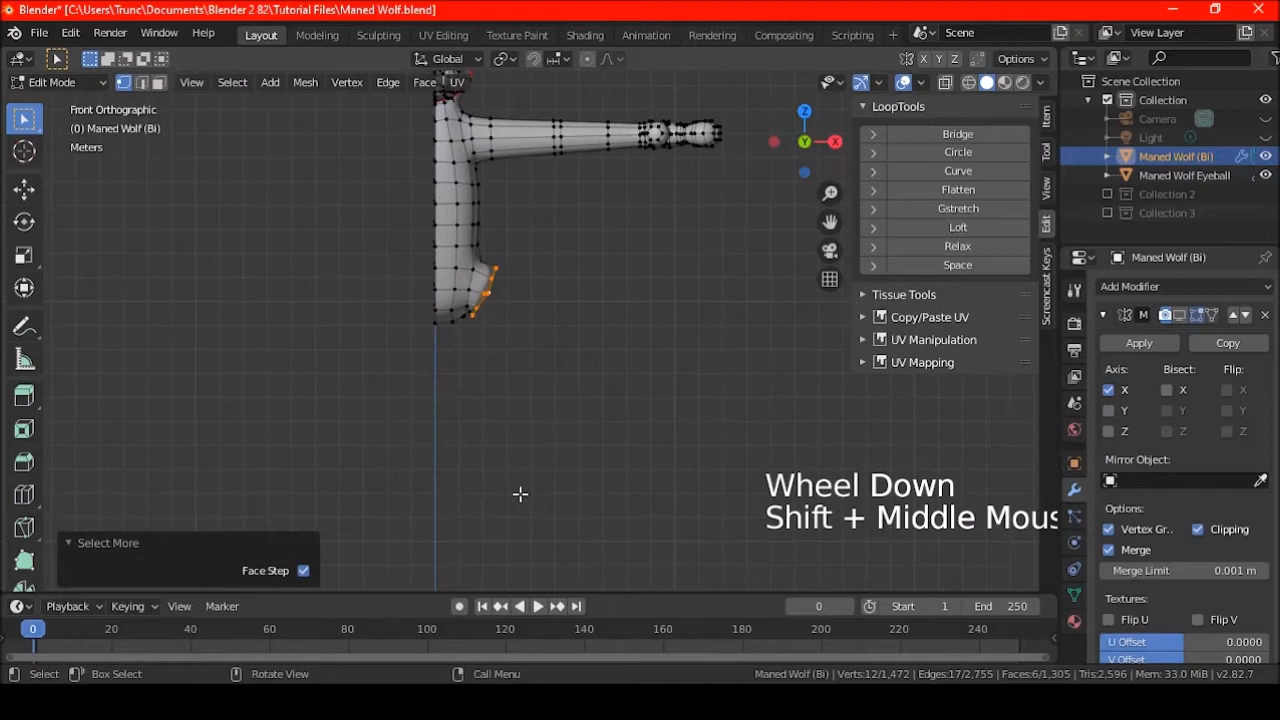 Blender* [C:\Users\Trunc\Documents\Blender 2 82\Tutorial Files\Maned Wolf.blend]
File Edit Render Window Help Layout Modeling Sculpting UV Editing Texture Paint Shading Animation Rendering Compositing Scripting Scene View Layer
Global X Y Z Options
Edit Mode View Select Add Mesh Vertex Edge Face UV
Front Orthographic
(0) Maned Wolf (Bi)
Meters
Z
X
Y
LoopTools
Bridge
Circle
Curve
Flatten
Gstretch
Loft
Relax
Space
Tissue Tools
Copy/Paste UV
UV Manipulation
UV Mapping
Item
Tool
View
Edit
Screencast Keys
Scene Collection
Collection
Camera
Light
Maned Wolf (Bi)
Maned Wolf Eyeball
Collection 2
Collection 3
Maned Wolf (Bi)
Add Modifier
M
Apply Copy
Axis: Bisect: Flip:
X X X
Y Y Y
Z Z Z
Mirror Object:
Options:
Vertex Gr.. Clipping
Merge
Merge Limit 0.001 m
Textures:
Flip U Flip V
U Offset 0.0000
V Offset 0.0000
Wheel Down
Shift + Middle Mous
Select More
Face Step
Playback Keying View Marker 0 Start 1 End 250
0 20 40 60 80 100 120 140 160 180 200 220 240
Select Box Select Rotate View Call Menu Maned Wolf (Bi) | Verts:12/1,472 | Edges:17/2,755 | Faces:6/1,305 | Tris:2,596 | Mem: 33.0 MiB | v2.82.7